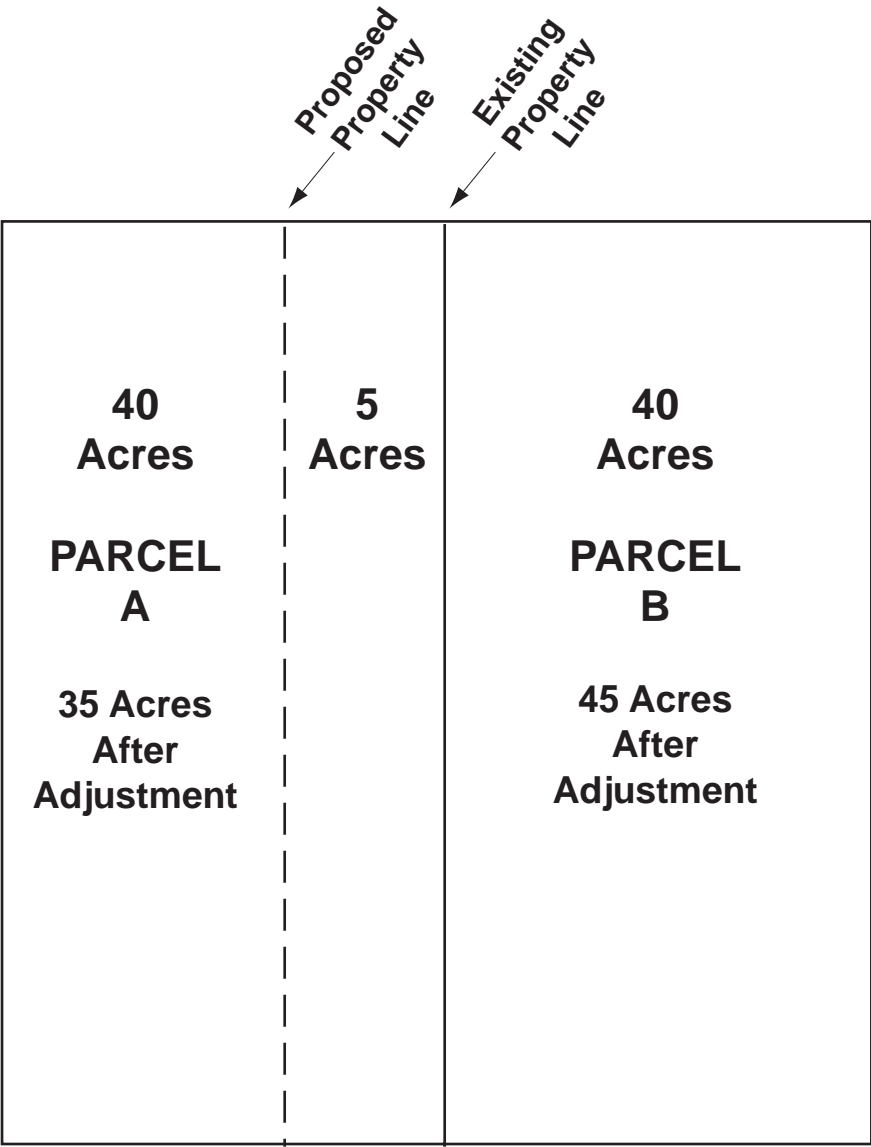 Proposed
Property
Line
Existing
Property
Line
40
Acres
PARCEL
A
35 Acres
After
Adjustment
5
Acres
40
Acres
PARCEL
B
45 Acres
After
Adjustment